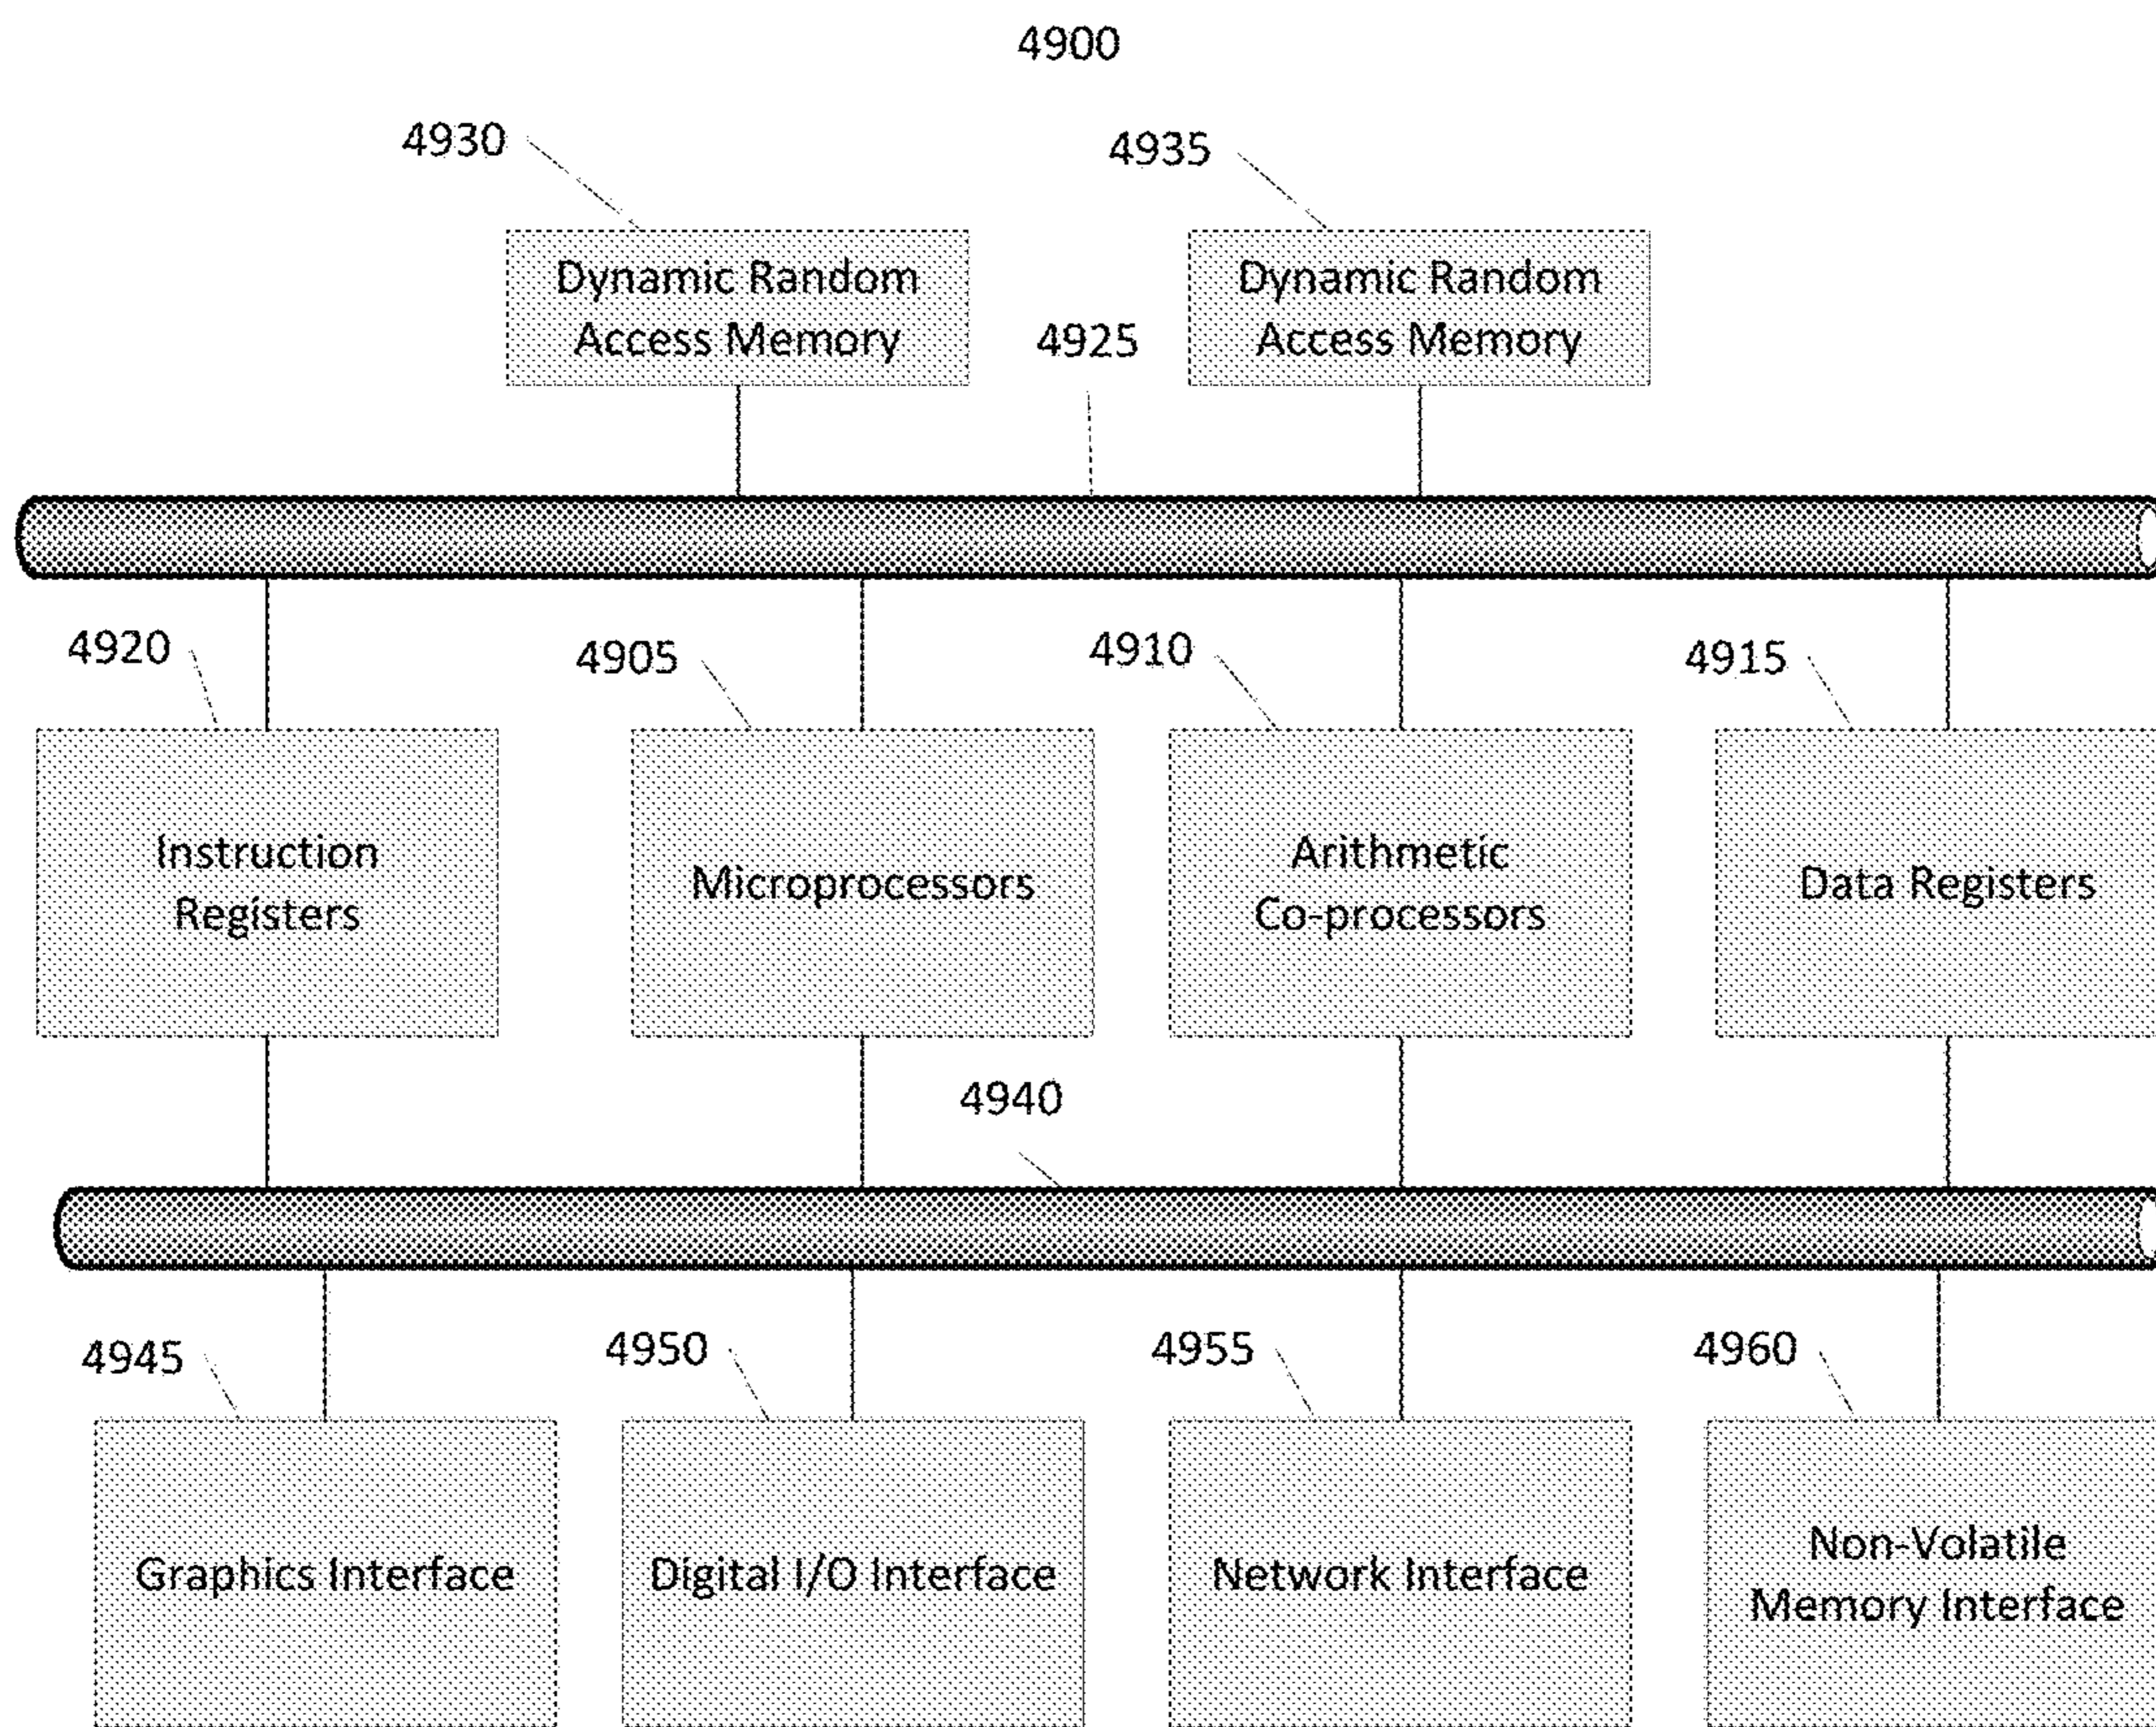 4900
4930
4935
Dynamic Random
Access Memory
4925
Dynamic Random
Access Memory
4920
4905
4910
4915
Instruction
Registers
Microprocessors
Arithmetic
Co-processors
Data Registers
4940
4945
4950
4955
4960
Graphics Interface
Digital I/O Interface
Network Interface
Non-Volatile
Memory Interface